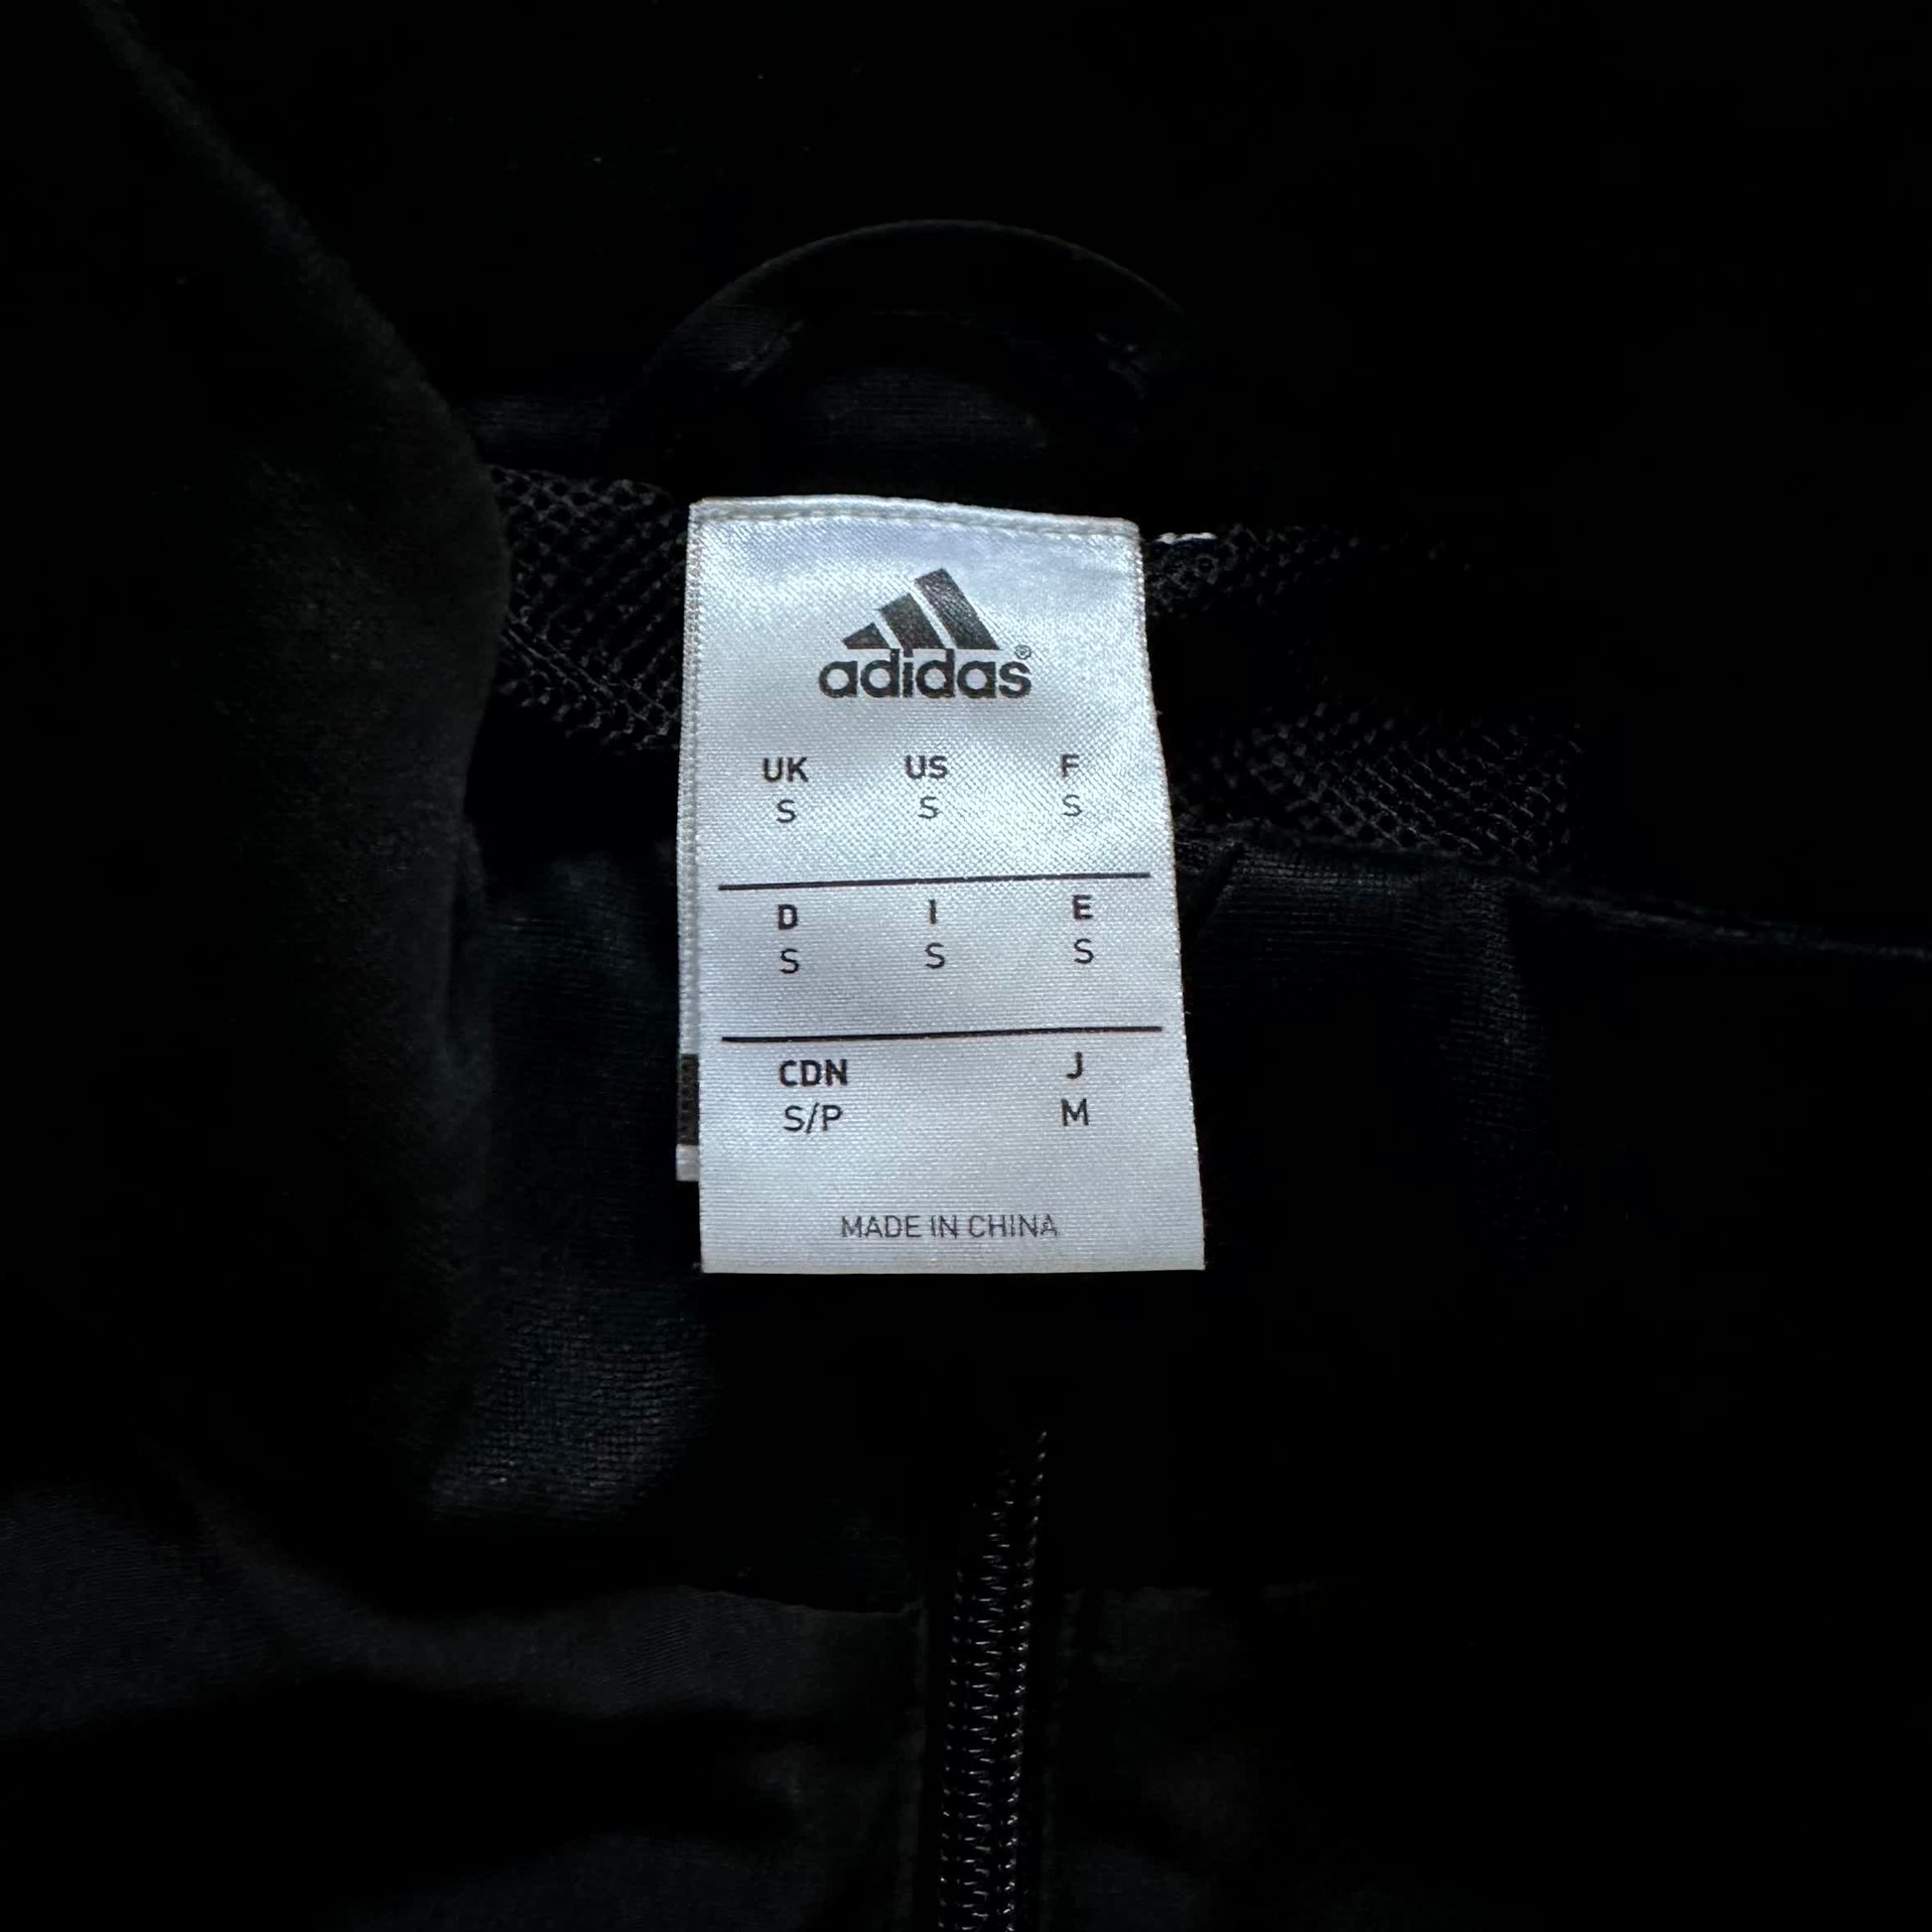 adidas®
UK US F
S S S
D I E
S S S
CDN J
S/P M
MADE IN CHINA